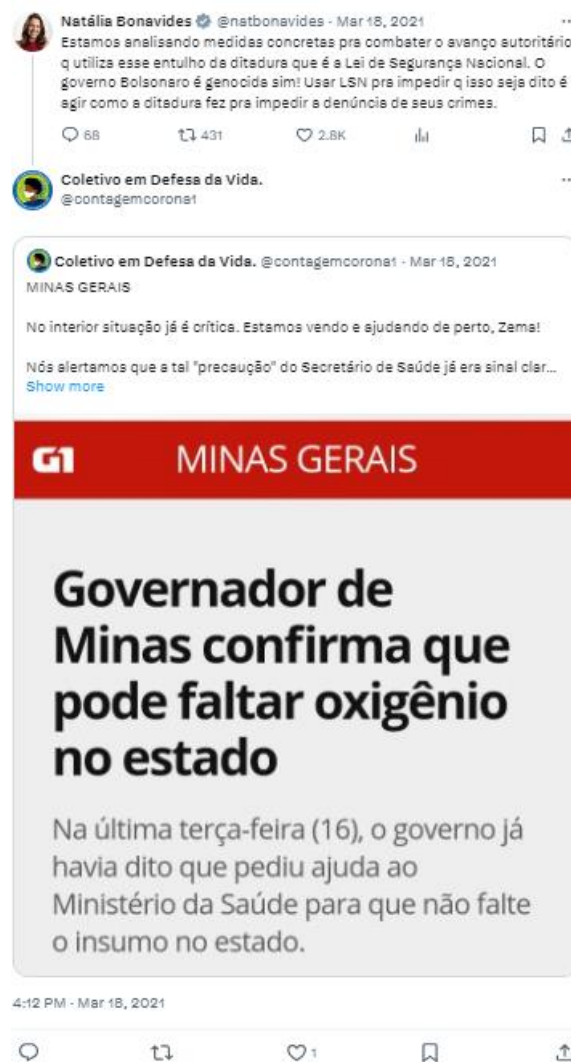 Natália Bonavides @natbonavides · Mar 18, 2021
Estamos analisando medidas concretas pra combater o avanço autoritário
q utiliza esse entulho da ditadura que é a Lei de Segurança Nacional. O
governo Bolsonaro é genocida sim! Usar LSN pra impedir q isso seja dito é
agir como a ditadura fez pra impedir a denúncia de seus crimes.
68 431 2.8K
Coletivo em Defesa da Vida.
@contagemcorona1
Coletivo em Defesa da Vida. @contagemcorona1 · Mar 18, 2021
MINAS GERAIS
No interior situação já é crítica. Estamos vendo e ajudando de perto, Zema!
Nós alertamos que a tal "precaução" do Secretário de Saúde já era sinal clar...
Show more
G1 MINAS GERAIS
Governador de
Minas confirma que
pode faltar oxigênio
no estado
Na última terça-feira (16), o governo já
havia dito que pediu ajuda ao
Ministério da Saúde para que não falte
o insumo no estado.
4:12 PM · Mar 18, 2021
1